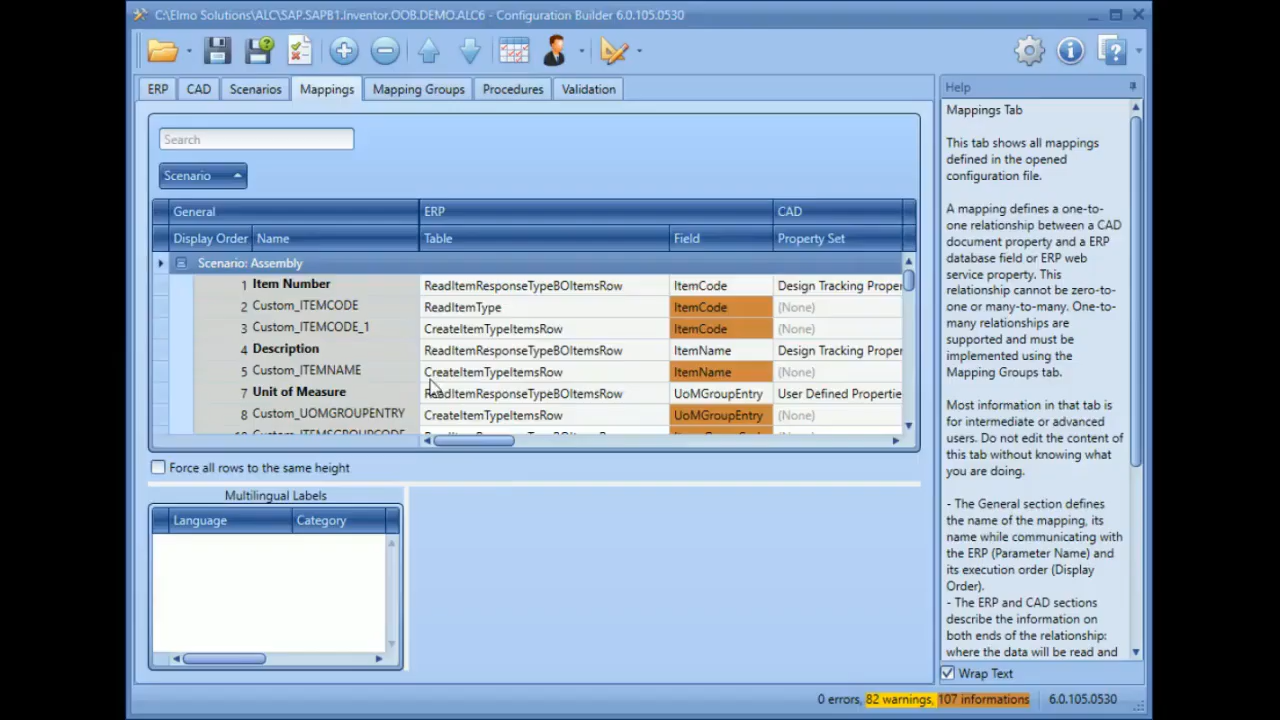 C:\Elmo Solutions\ALC\SAP.SAPB1.Inventor.OOB.DEMO.ALC6 - Configuration Builder 6.0.105.0530
ERP CAD Scenarios Mappings Mapping Groups Procedures Validation
Search
Scenario
General ERP CAD
Display Order Name Table Field Property Set
Scenario: Assembly
1 Item Number ReadItemResponseTypeBOItemsRow ItemCode Design Tracking Proper
2 Custom_ITEMCODE ReadItemType ItemCode (None)
3 Custom_ITEMCODE_1 CreateItemTypeItemsRow ItemCode (None)
4 Description ReadItemResponseTypeBOItemsRow ItemName Design Tracking Proper
5 Custom_ITEMNAME CreateItemTypeItemsRow ItemName (None)
7 Unit of Measure ReadItemResponseTypeBOItemsRow UoMGroupEntry User Defined Propertie
8 Custom_UOMGROUPENTRY CreateItemTypeItemsRow UoMGroupEntry (None)
Force all rows to the same height
Multilingual Labels
Language Category
Help
Mappings Tab
This tab shows all mappings
defined in the opened
configuration file.
A mapping defines a one-to-
one relationship between a CAD
document property and a ERP
database field or ERP web
service property. This
relationship cannot be zero-to-
one or many-to-many. One-to-
many relationships are
supported and must be
implemented using the
Mapping Groups tab.
Most information in that tab is
for intermediate or advanced
users. Do not edit the content of
this tab without knowing what
you are doing.
- The General section defines
the name of the mapping, its
name while communicating with
the ERP (Parameter Name) and
its execution order (Display
Order).
- The ERP and CAD sections
describe the information on
both ends of the relationship:
where the data will be read and
Wrap Text
0 errors, 82 warnings, 107 informations 6.0.105.0530